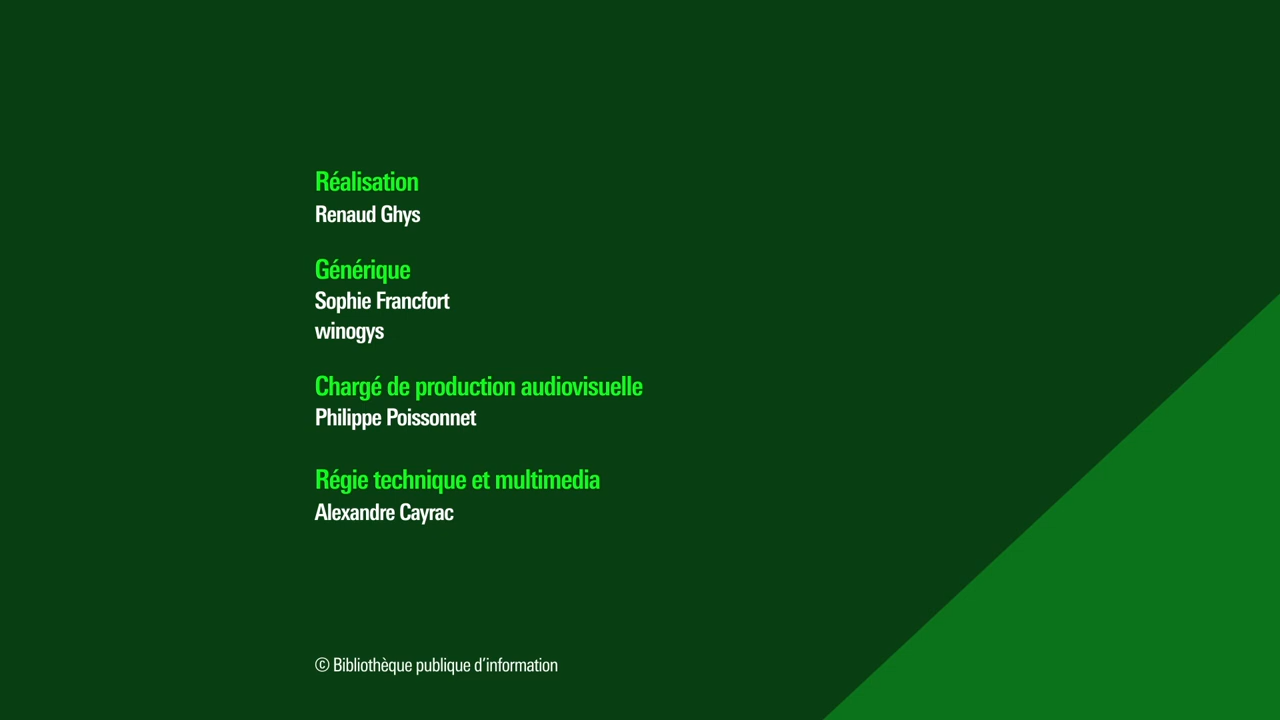 Réalisation
Renaud Ghys
Générique
Sophie Francfort
winogys
Chargé de production audiovisuelle
Philippe Poissonnet
Régie technique et multimedia
Alexandre Cayrac
© Bibliothèque publique d’information